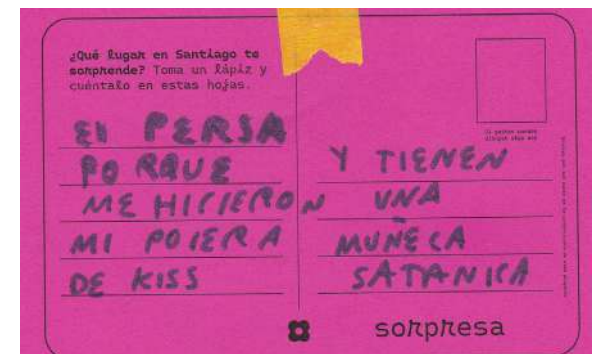 ¿Qué lugar en Santiago te
sorprende? Toma un lápiz y
cuéntalo en estas hojas.
El PERSA
PORQUE
ME HICIERON
MI POLERA
DE KISS
Y TIENEN
UNA
MUÑECA
SATANICA
sorpresa